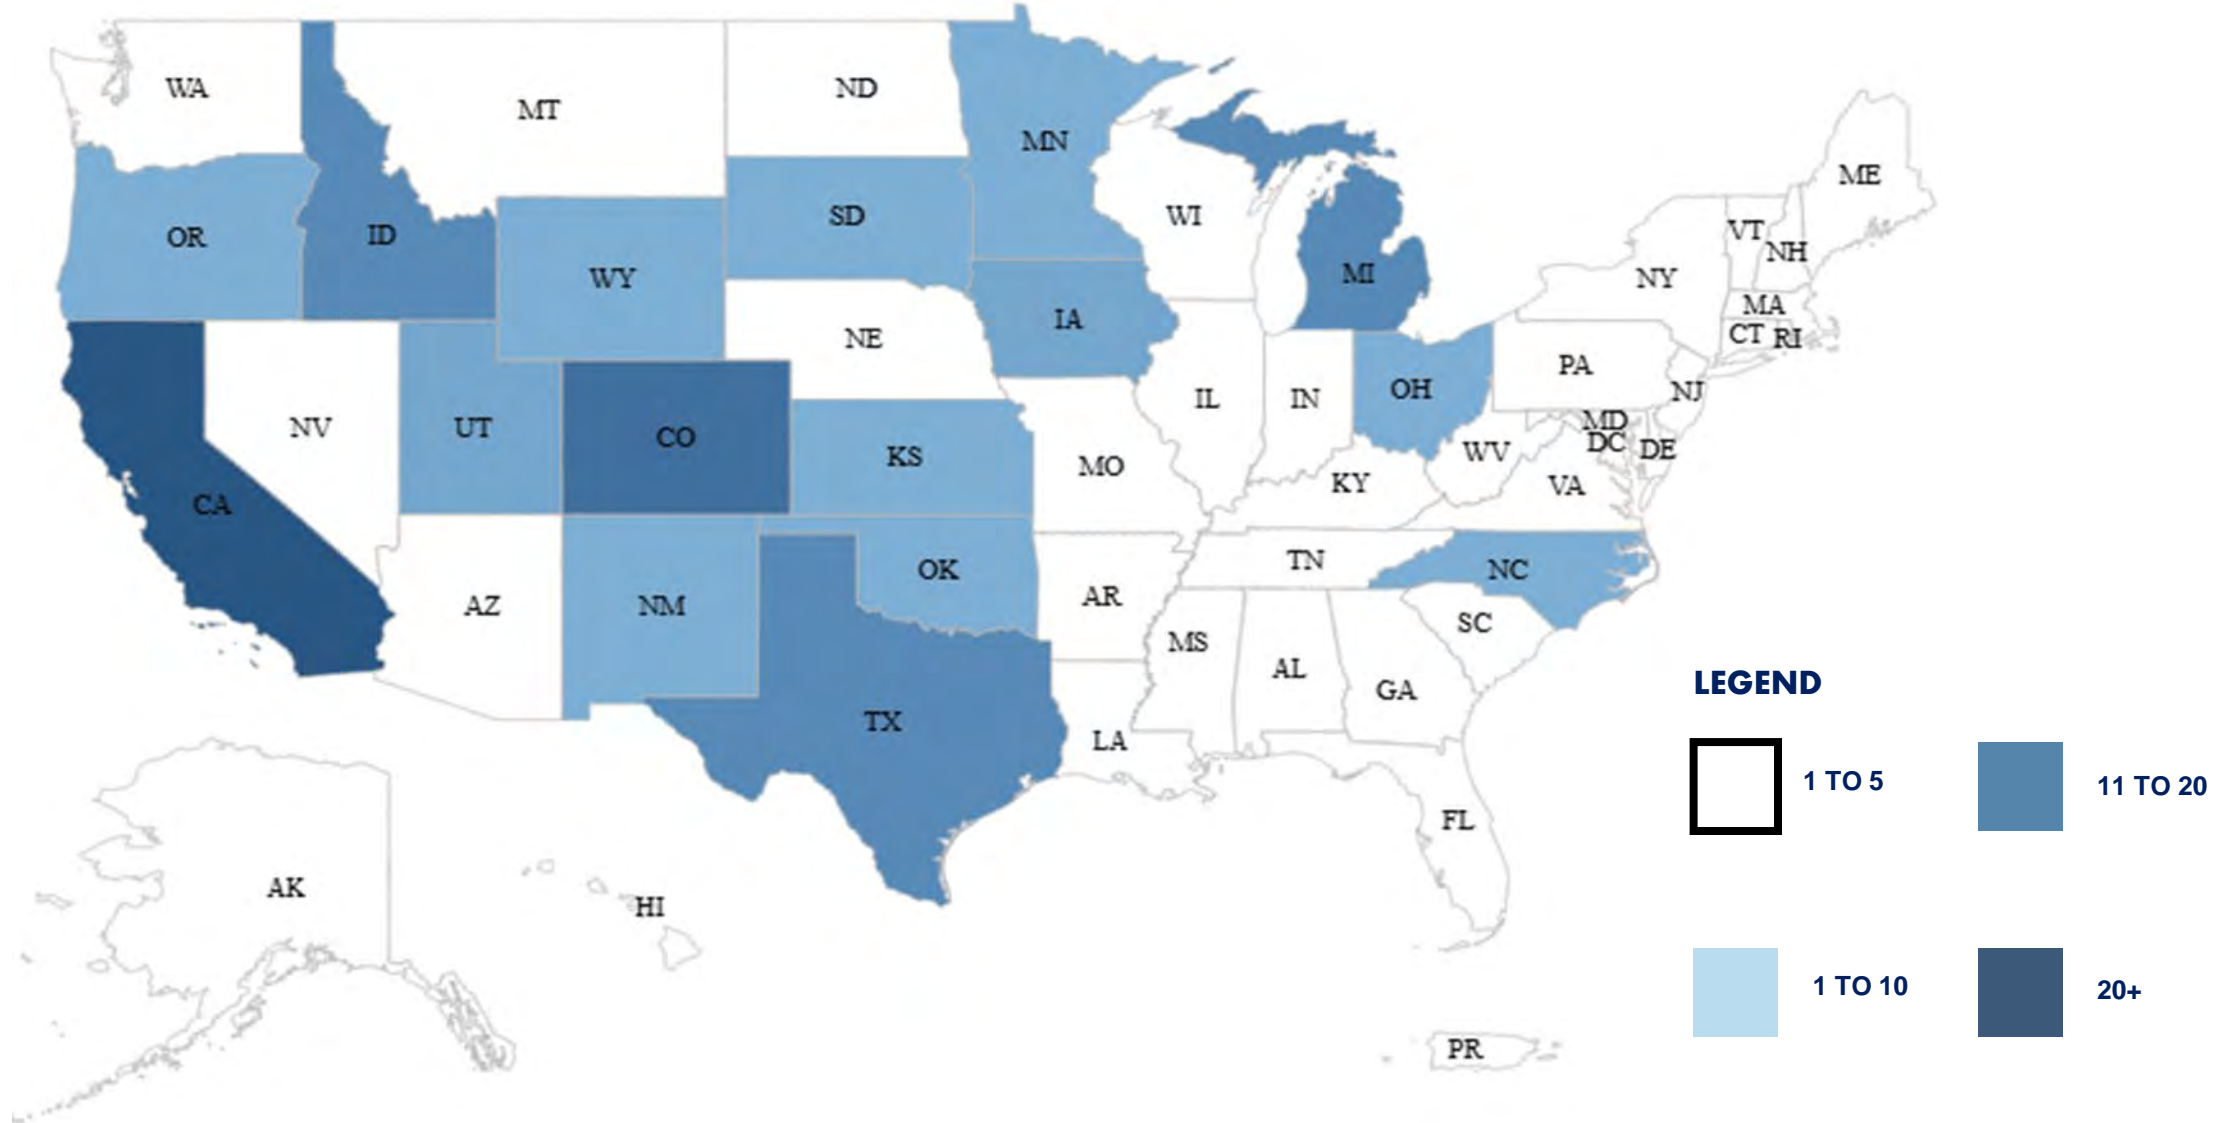 WA
MT
ND
MN
ME
OR
ID
WY
SD
WI
MI
VT
NH
NY
MA
CT
RI
IA
NE
PA
NJ
OH
IL
IN
NV
UT
CO
KS
MO
MD
DC
DE
WV
KY
VA
CA
AZ
NM
OK
AR
TN
NC
SC
MS
AL
GA
TX
LA
FL
AK
HI
PR
LEGEND
1 TO 5
11 TO 20
1 TO 10
20+